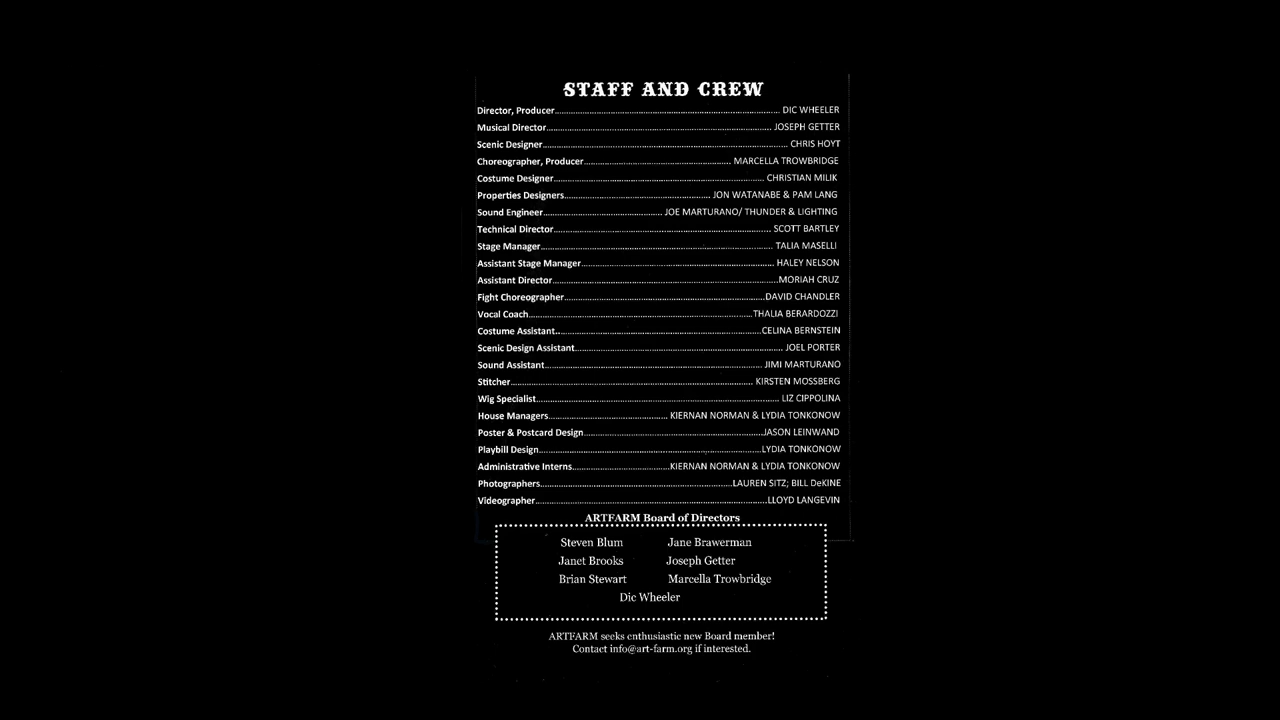 STAFF AND CREW
Director, Producer.......... DIC WHEELER
Musical Director.......... JOSEPH GETTER
Scenic Designer.......... CHRIS HOYT
Choreographer, Producer.......... MARCELLA TROWBRIDGE
Costume Designer.......... CHRISTIAN MILIK
Properties Designers.......... JON WATANABE & PAM LANG
Sound Engineer.......... JOE MARTURANO/ THUNDER & LIGHTING
Technical Director.......... SCOTT BARTLEY
Stage Manager.......... TALIA MASELLI
Assistant Stage Manager.......... HALEY NELSON
Assistant Director..........MORIAH CRUZ
Fight Choreographer..........DAVID CHANDLER
Vocal Coach..........THALIA BERARDOZZI
Costume Assistant..........CELINA BERNSTEIN
Scenic Design Assistant.......... JOEL PORTER
Sound Assistant.......... JIMI MARTURANO
Stitcher.......... KIRSTEN MOSSBERG
Wig Specialist.......... LIZ CIPPOLINA
House Managers.......... KIERNAN NORMAN & LYDIA TONKONOW
Poster & Postcard Design..........JASON LEINWAND
Playbill Design..........LYDIA TONKONOW
Administrative Interns..........KIERNAN NORMAN & LYDIA TONKONOW
Photographers..........LAUREN SITZ; BILL DeKINE
Videographer..........LLOYD LANGEVIN
ARTFARM Board of Directors
Steven Blum Jane Brawerman
Janet Brooks Joseph Getter
Brian Stewart Marcella Trowbridge
Dic Wheeler
ARTFARM seeks enthusiastic new Board member!
Contact info@art-farm.org if interested.